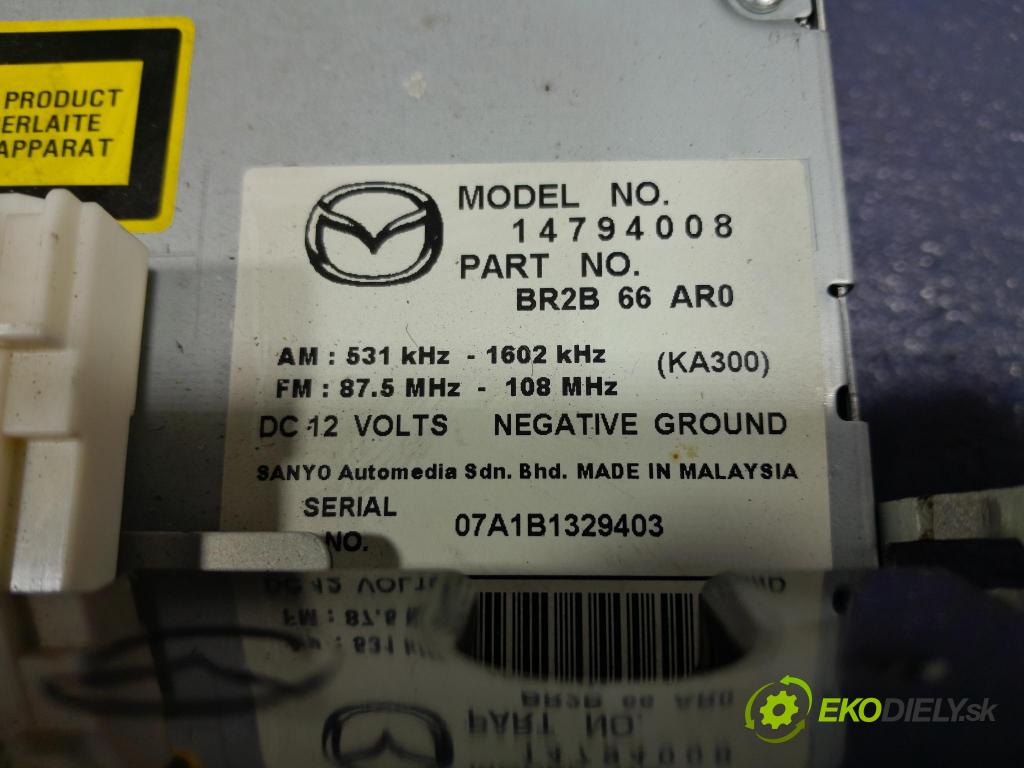 PRODUCT
ERLAITE
APPARAT
MODEL NO.
14794008
PART NO.
BR2B 66 AR0
AM : 531 kHz - 1602 kHz
(KA300)
FM : 87.5 MHz - 108 MHz
DC 12 VOLTS NEGATIVE GROUND
SANYO Automedia Sdn. Bhd. MADE IN MALAYSIA
SERIAL
NO.
07A1B1329403
EKODIELY.sk